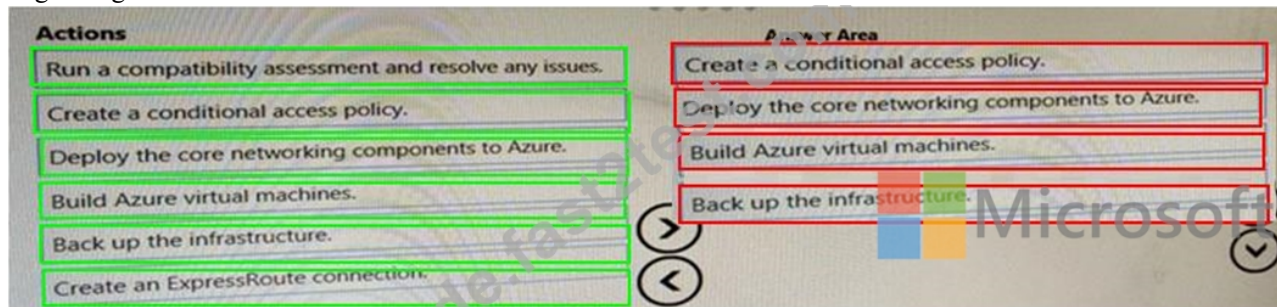 Actions
Run a compatibility assessment and resolve any issues.
Create a conditional access policy.
Deploy the core networking components to Azure.
Build Azure virtual machines.
Back up the infrastructure.
Create an ExpressRoute connection.
Answer Area
Create a conditional access policy.
Deploy the core networking components to Azure.
Build Azure virtual machines.
Back up the infrastructure.
Microsoft